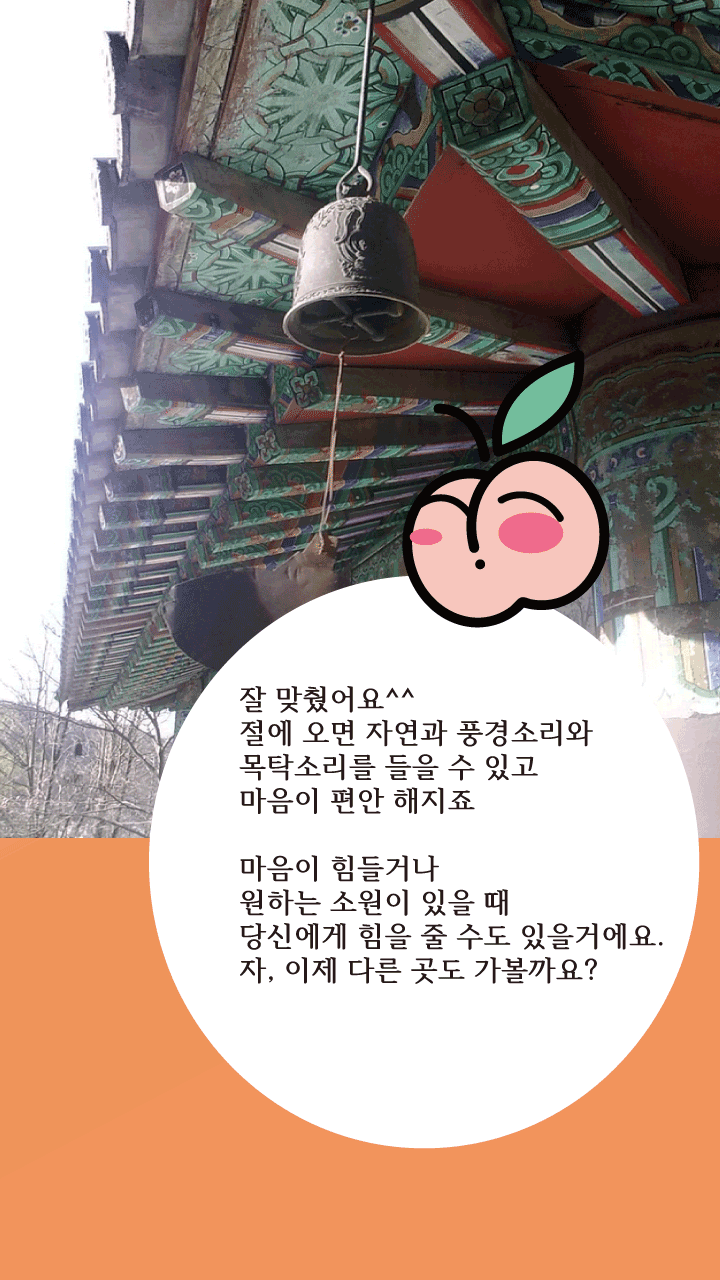 잘 맞췄어요^^
절에 오면 자연과 풍경소리와
목탁소리를 들을 수 있고
마음이 편안 해지죠
마음이 힘들거나
원하는 소원이 있을 때
당신에게 힘을 줄 수도 있을거에요.
자, 이제 다른 곳도 가볼까요?